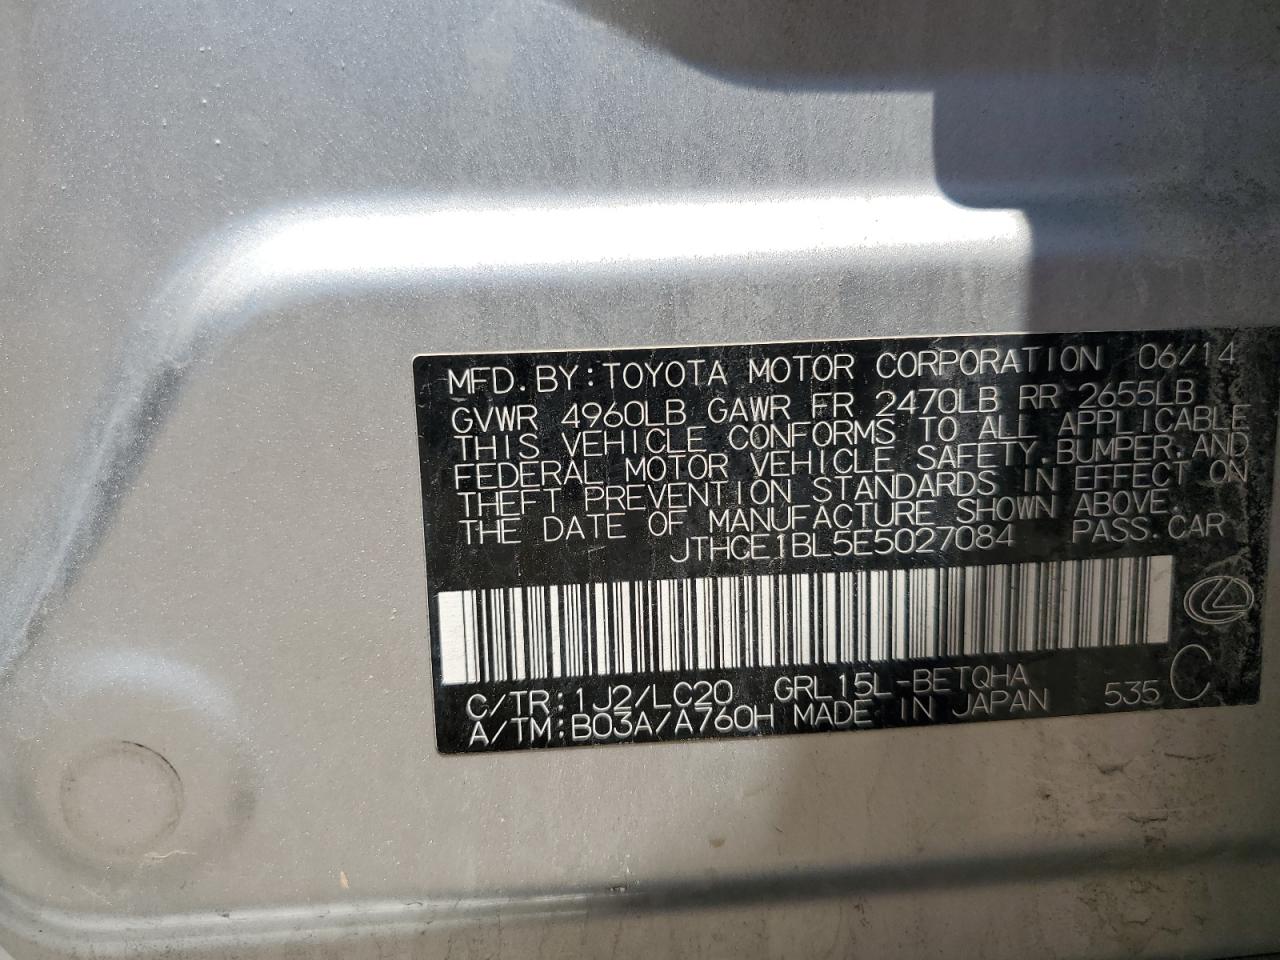 MFD.BY:TOYOTA MOTOR CORPORATION 06/14
GVWR 4960LB GAWR FR 2470LB RR 2655LB
THIS VEHICLE CONFORMS TO ALL APPLICABLE
FEDERAL MOTOR VEHICLE SAFETY.BUMPER.AND
THEFT PREVENTION STANDARDS IN EFFECT ON
THE DATE OF MANUFACTURE SHOWN ABOVE.
JTHCE1BL5E5027084 PASS.CAR
C/TR:1J2/LC20 GRL15L-BETQHA
A/TM:B03A/A760H MADE IN JAPAN 535 C